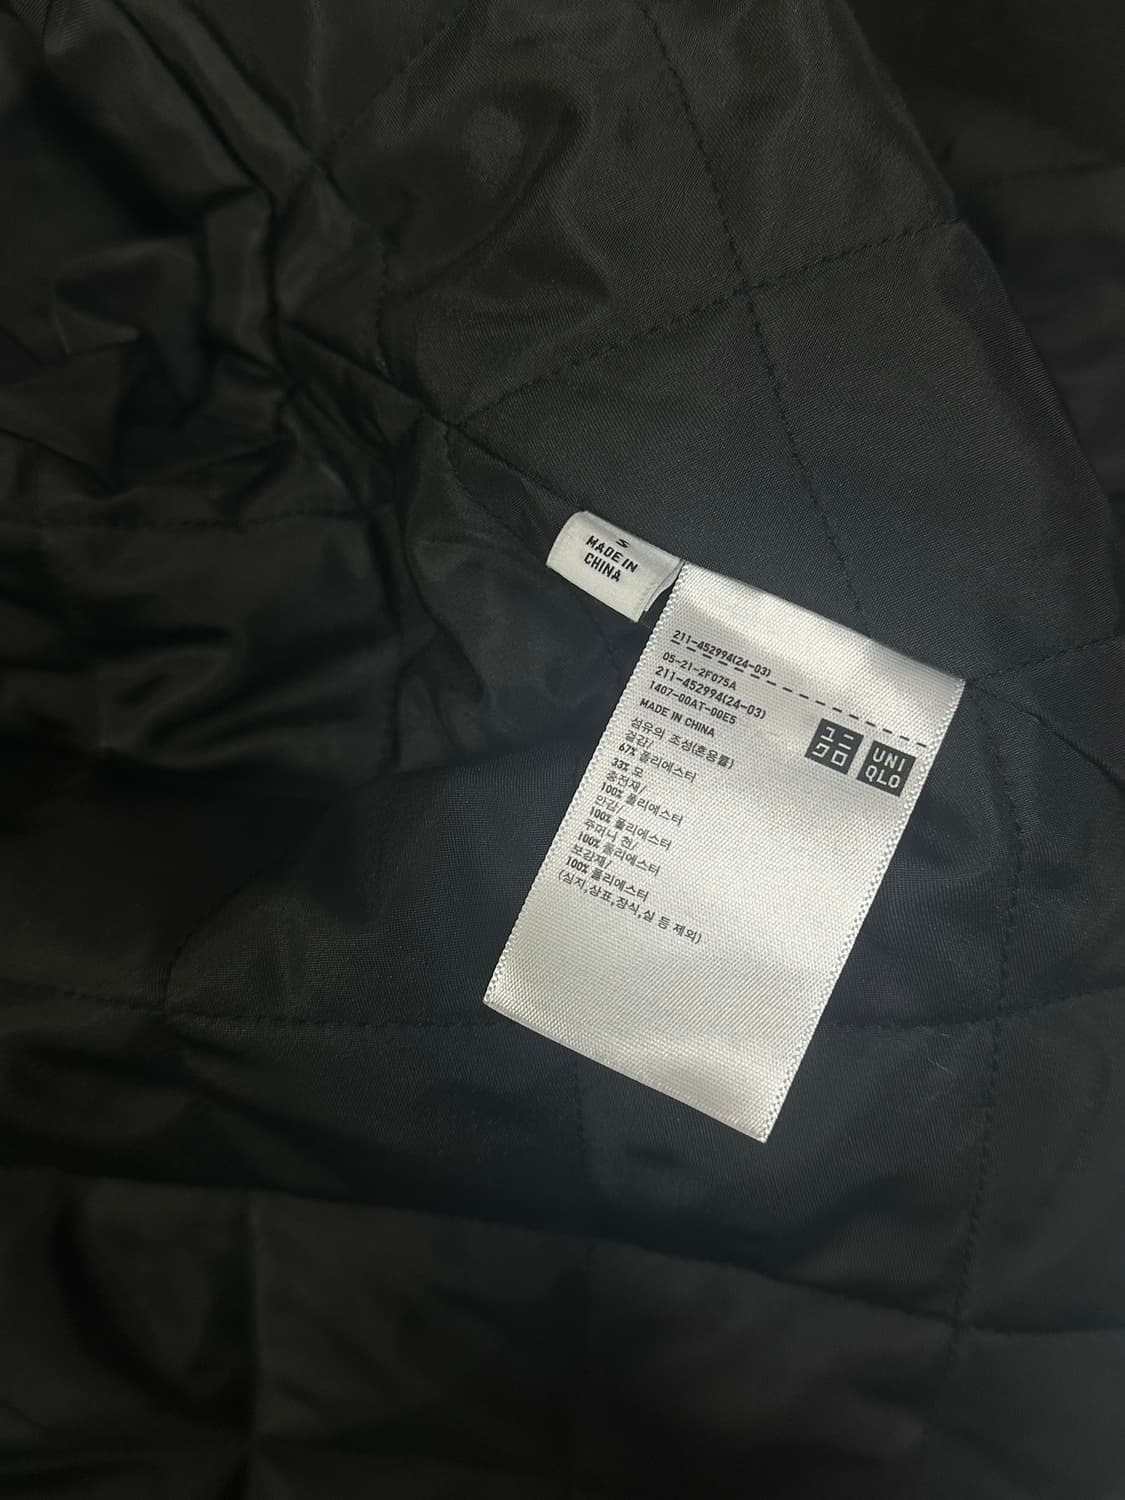 S
MADE IN
CHINA
211-452994(24-03)
05-21-2F075A
211-452994(24-03)
1407-00AT-00E5
MADE IN CHINA
섬유의 조성(혼용률)
겉감/
67% 폴리에스터
33% 모
충전재/
100% 폴리에스터
안감/
100% 폴리에스터
주머니 천/
100% 폴리에스터
보강재/
100% 폴리에스터
(심지,상표,장식,실 등 제외)
ユニ
クロ
UNI
QLO